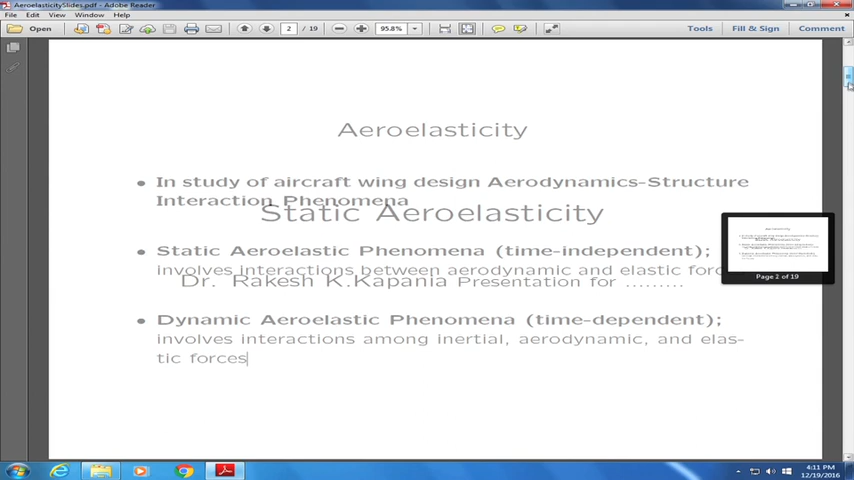 AeroelasticitySlides.pdf - Adobe Reader
File Edit View Window Help
Open 2 / 19 95.8% Tools Fill & Sign Comment
Aeroelasticity
• In study of aircraft wing design Aerodynamics-Structure
Interaction Phenomena
Static Aeroelasticity
• Static Aeroelastic Phenomena (time-independent);
involves interactions between aerodynamic and elastic forc
Dr. Rakesh K.Kapania Presentation for .........
• Dynamic Aeroelastic Phenomena (time-dependent);
involves interactions among inertial, aerodynamic, and elas-
tic forces
Page 2 of 19
4:11 PM
12/19/2016